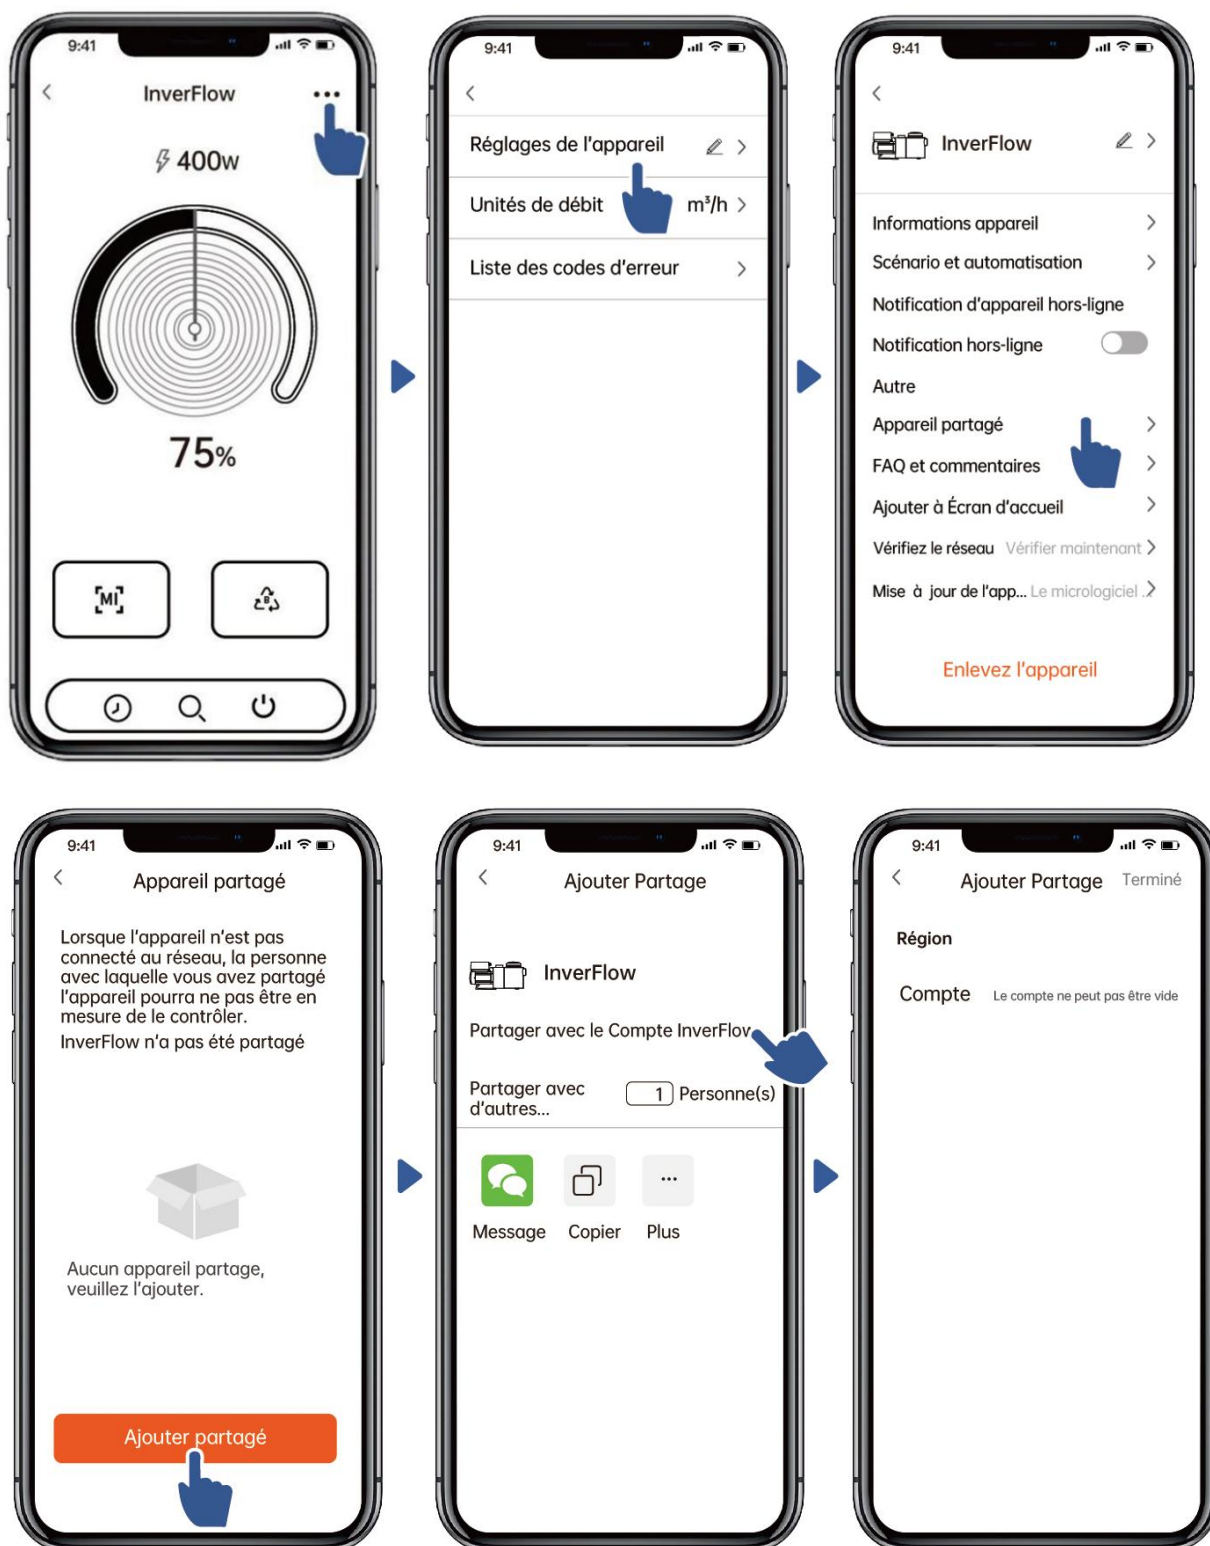 9:41
InverFlow
400w
75%
MI
B
9:41
Réglages de l'appareil
Unités de débit m³/h
Liste des codes d'erreur
9:41
InverFlow
Informations appareil
Scénario et automatisation
Notification d'appareil hors-ligne
Notification hors-ligne
Autre
Appareil partagé
FAQ et commentaires
Ajouter à Écran d'accueil
Vérifiez le réseau Vérifier maintenant
Mise à jour de l'app... Le micrologiciel ..
Enlevez l'appareil
9:41
Appareil partagé
Lorsque l'appareil n'est pas
connecté au réseau, la personne
avec laquelle vous avez partagé
l'appareil pourra ne pas être en
mesure de le contrôler.
InverFlow n'a pas été partagé
Aucun appareil partage,
veuillez l'ajouter.
Ajouter partagé
9:41
Ajouter Partage
InverFlow
Partager avec le Compte InverFlow
Partager avec
d'autres... 1 Personne(s)
Message Copier Plus
9:41
Ajouter Partage Terminé
Région
Compte Le compte ne peut pas être vide